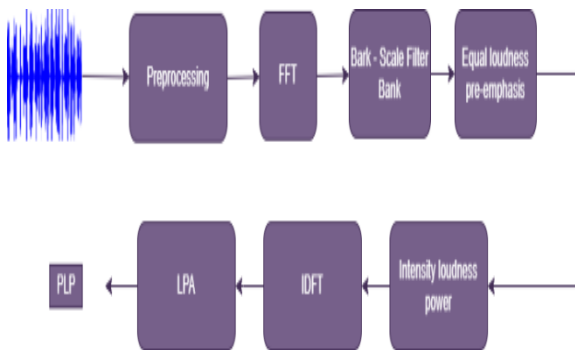 Preprocessing
FFT
Bark - Scale Filter
Bank
Equal loudness
pre-emphasis
PLP
LPA
IDFT
Intensity loudness
power